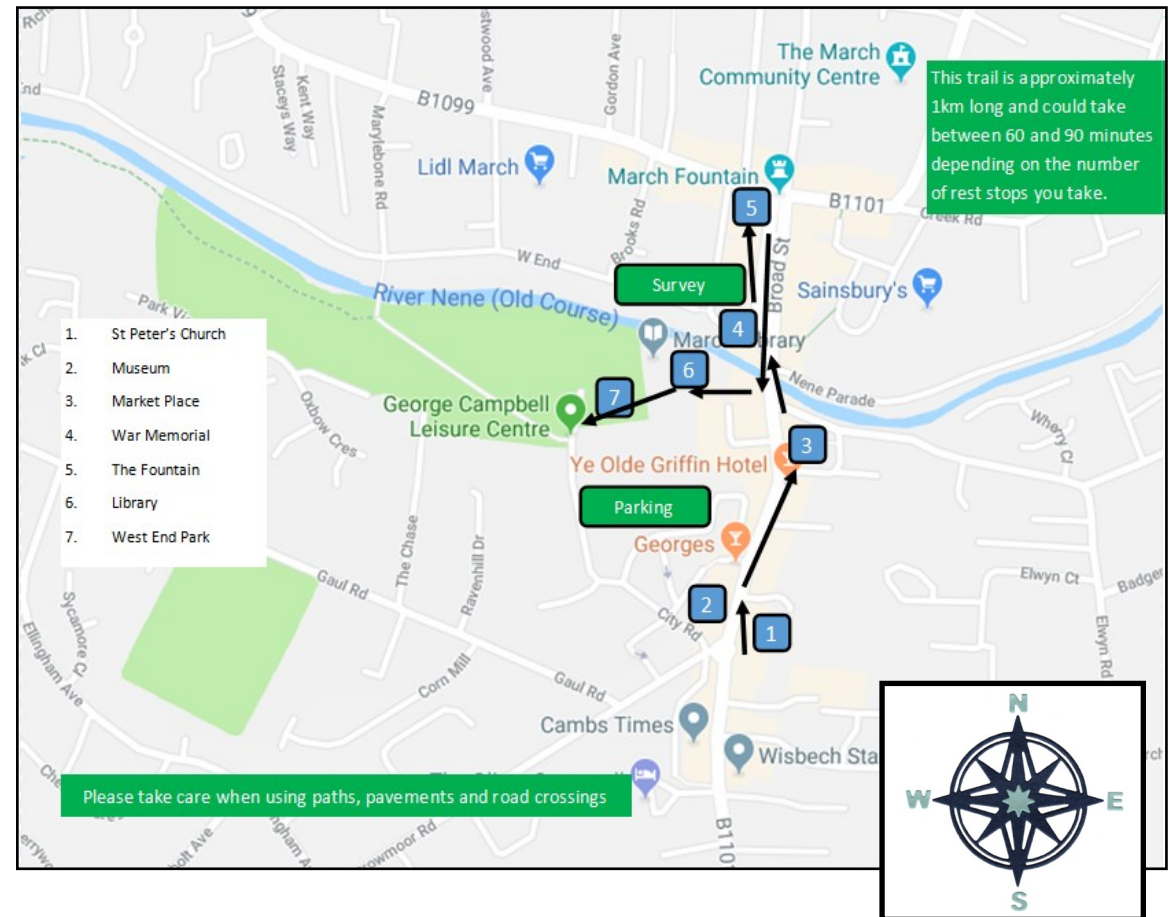 Rich
B1099
stwood Ave
Gordon Ave
Kent Way
Staceys Way
Marylebone Rd
The March
Community Centre
This trail is approximately
1km long and could take
between 60 and 90 minutes
depending on the number
of rest stops you take.
Lidl March
March Fountain
5
B1101
Creek Rd
Brooks Rd
W End
Broad St
Survey
Sainsbury's
River Nene (Old Course)
Park Vi
4
1. St Peter's Church
2. Museum
3. Market Place
4. War Memorial
5. The Fountain
6. Library
7. West End Park
6
Nene Parade
7
George Campbell
Leisure Centre
Oxbow Cres
Wherry Cl
3
Ye Olde Griffin Hotel
Parking
Georges
The Chase
Ravenhill Dr
Gaul Rd
Elwyn Ct
Badge
Elwyn Rd
2
City Rd
1
Sycamore Cl
Ellingham Ave
Corn Mill
Gaul Rd
Cambs Times
Wisbech Sta
Please take care when using paths, pavements and road crossings
B110
N
W
E
S